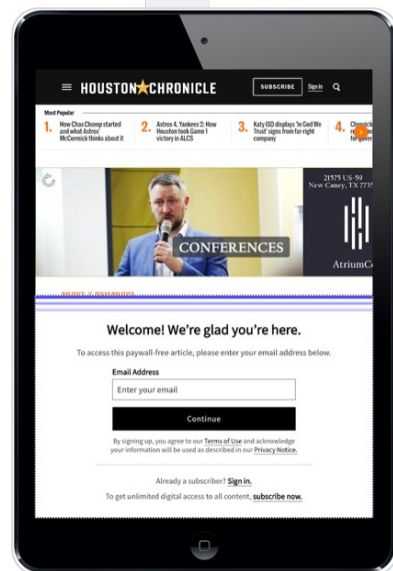 HOUSTON CHRONICLE
SUBSCRIBE
Sign In
Most Popular
1. How Chas Chomp started
and what Astros'
McCormick thinks about it
2. Astros 4, Yankees 2: How
Houston took Game 1
victory in ALCS
3. Katy ISD displays 'In God We
Trust' signs from far right
company
4.
CONFERENCES
21575 US-59
New Caney, TX
Welcome! We're glad you're here.
To access this paywall-free article, please enter your email address below.
Email Address
Enter your email
Continue
By signing up, you agree to our Terms of Use and acknowledge
your information will be used as described in our Privacy Notice.
Already a subscriber? Sign in.
To get unlimited digital access to all content, subscribe now.